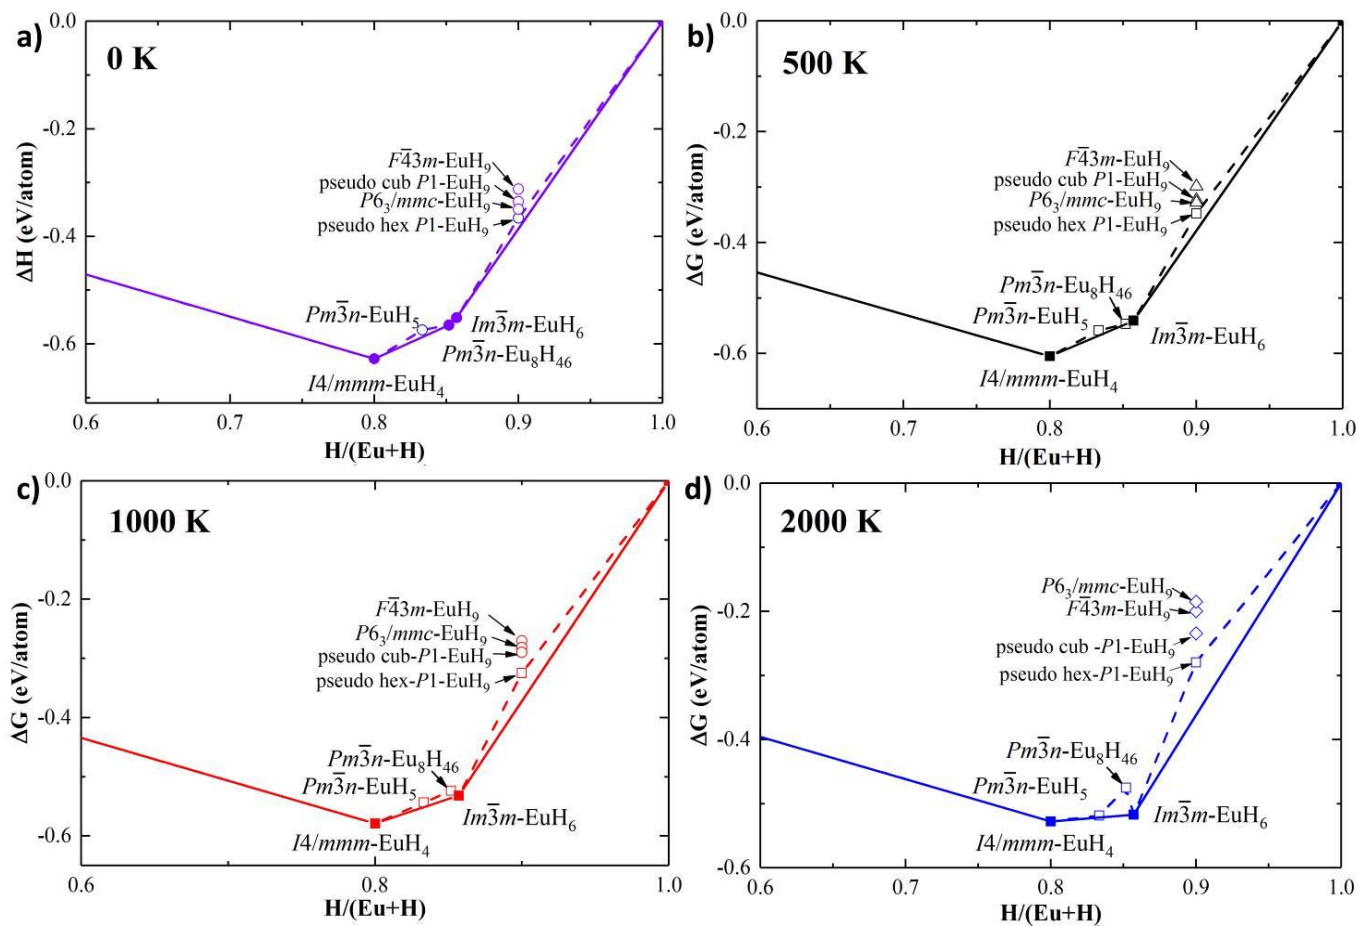 a)
0 K
0.0
-0.2
-0.4
-0.6
ΔH (eV/atom)
F4̅3m-EuH₉
pseudo cub P1-EuH₉
P6₃/mmc-EuH₉
pseudo hex P1-EuH₉
Pm3̅n-EuH₅
Im3̅m-EuH₆
Pm3̅n-Eu₈H₄₆
I4/mmm-EuH₄
0.6 0.7 0.8 0.9 1.0
H/(Eu+H)
b)
500 K
0.0
-0.2
-0.4
-0.6
ΔG (eV/atom)
F4̅3m-EuH₉
pseudo cub P1-EuH₉
P6₃/mmc-EuH₉
pseudo hex P1-EuH₉
Pm3̅n-Eu₈H₄₆
Pm3̅n-EuH₅
Im3̅m-EuH₆
I4/mmm-EuH₄
0.6 0.7 0.8 0.9 1.0
H/(Eu+H)
c)
1000 K
0.0
-0.2
-0.4
-0.6
ΔG (eV/atom)
F4̅3m-EuH₉
P6₃/mmc-EuH₉
pseudo cub-P1-EuH₉
pseudo hex-P1-EuH₉
Pm3̅n-Eu₈H₄₆
Pm3̅n-EuH₅
Im3̅m-EuH₆
I4/mmm-EuH₄
0.6 0.8 1.0
H/(Eu+H)
d)
2000 K
0.0
-0.2
-0.4
-0.6
ΔG (eV/atom)
P6₃/mmc-EuH₉
F4̅3m-EuH₉
pseudo cub -P1-EuH₉
pseudo hex-P1-EuH₉
Pm3̅n-Eu₈H₄₆
Pm3̅n-EuH₅
Im3̅m-EuH₆
I4/mmm-EuH₄
0.6 0.7 0.8 0.9 1.0
H/(Eu+H)